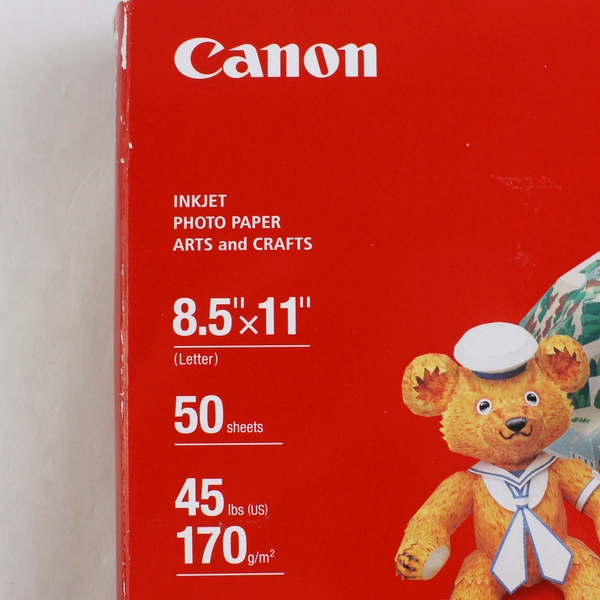 Canon
INKJET
PHOTO PAPER
ARTS and CRAFTS
8.5"×11"
(Letter)
50 sheets
45 lbs (US)
170 g/m²